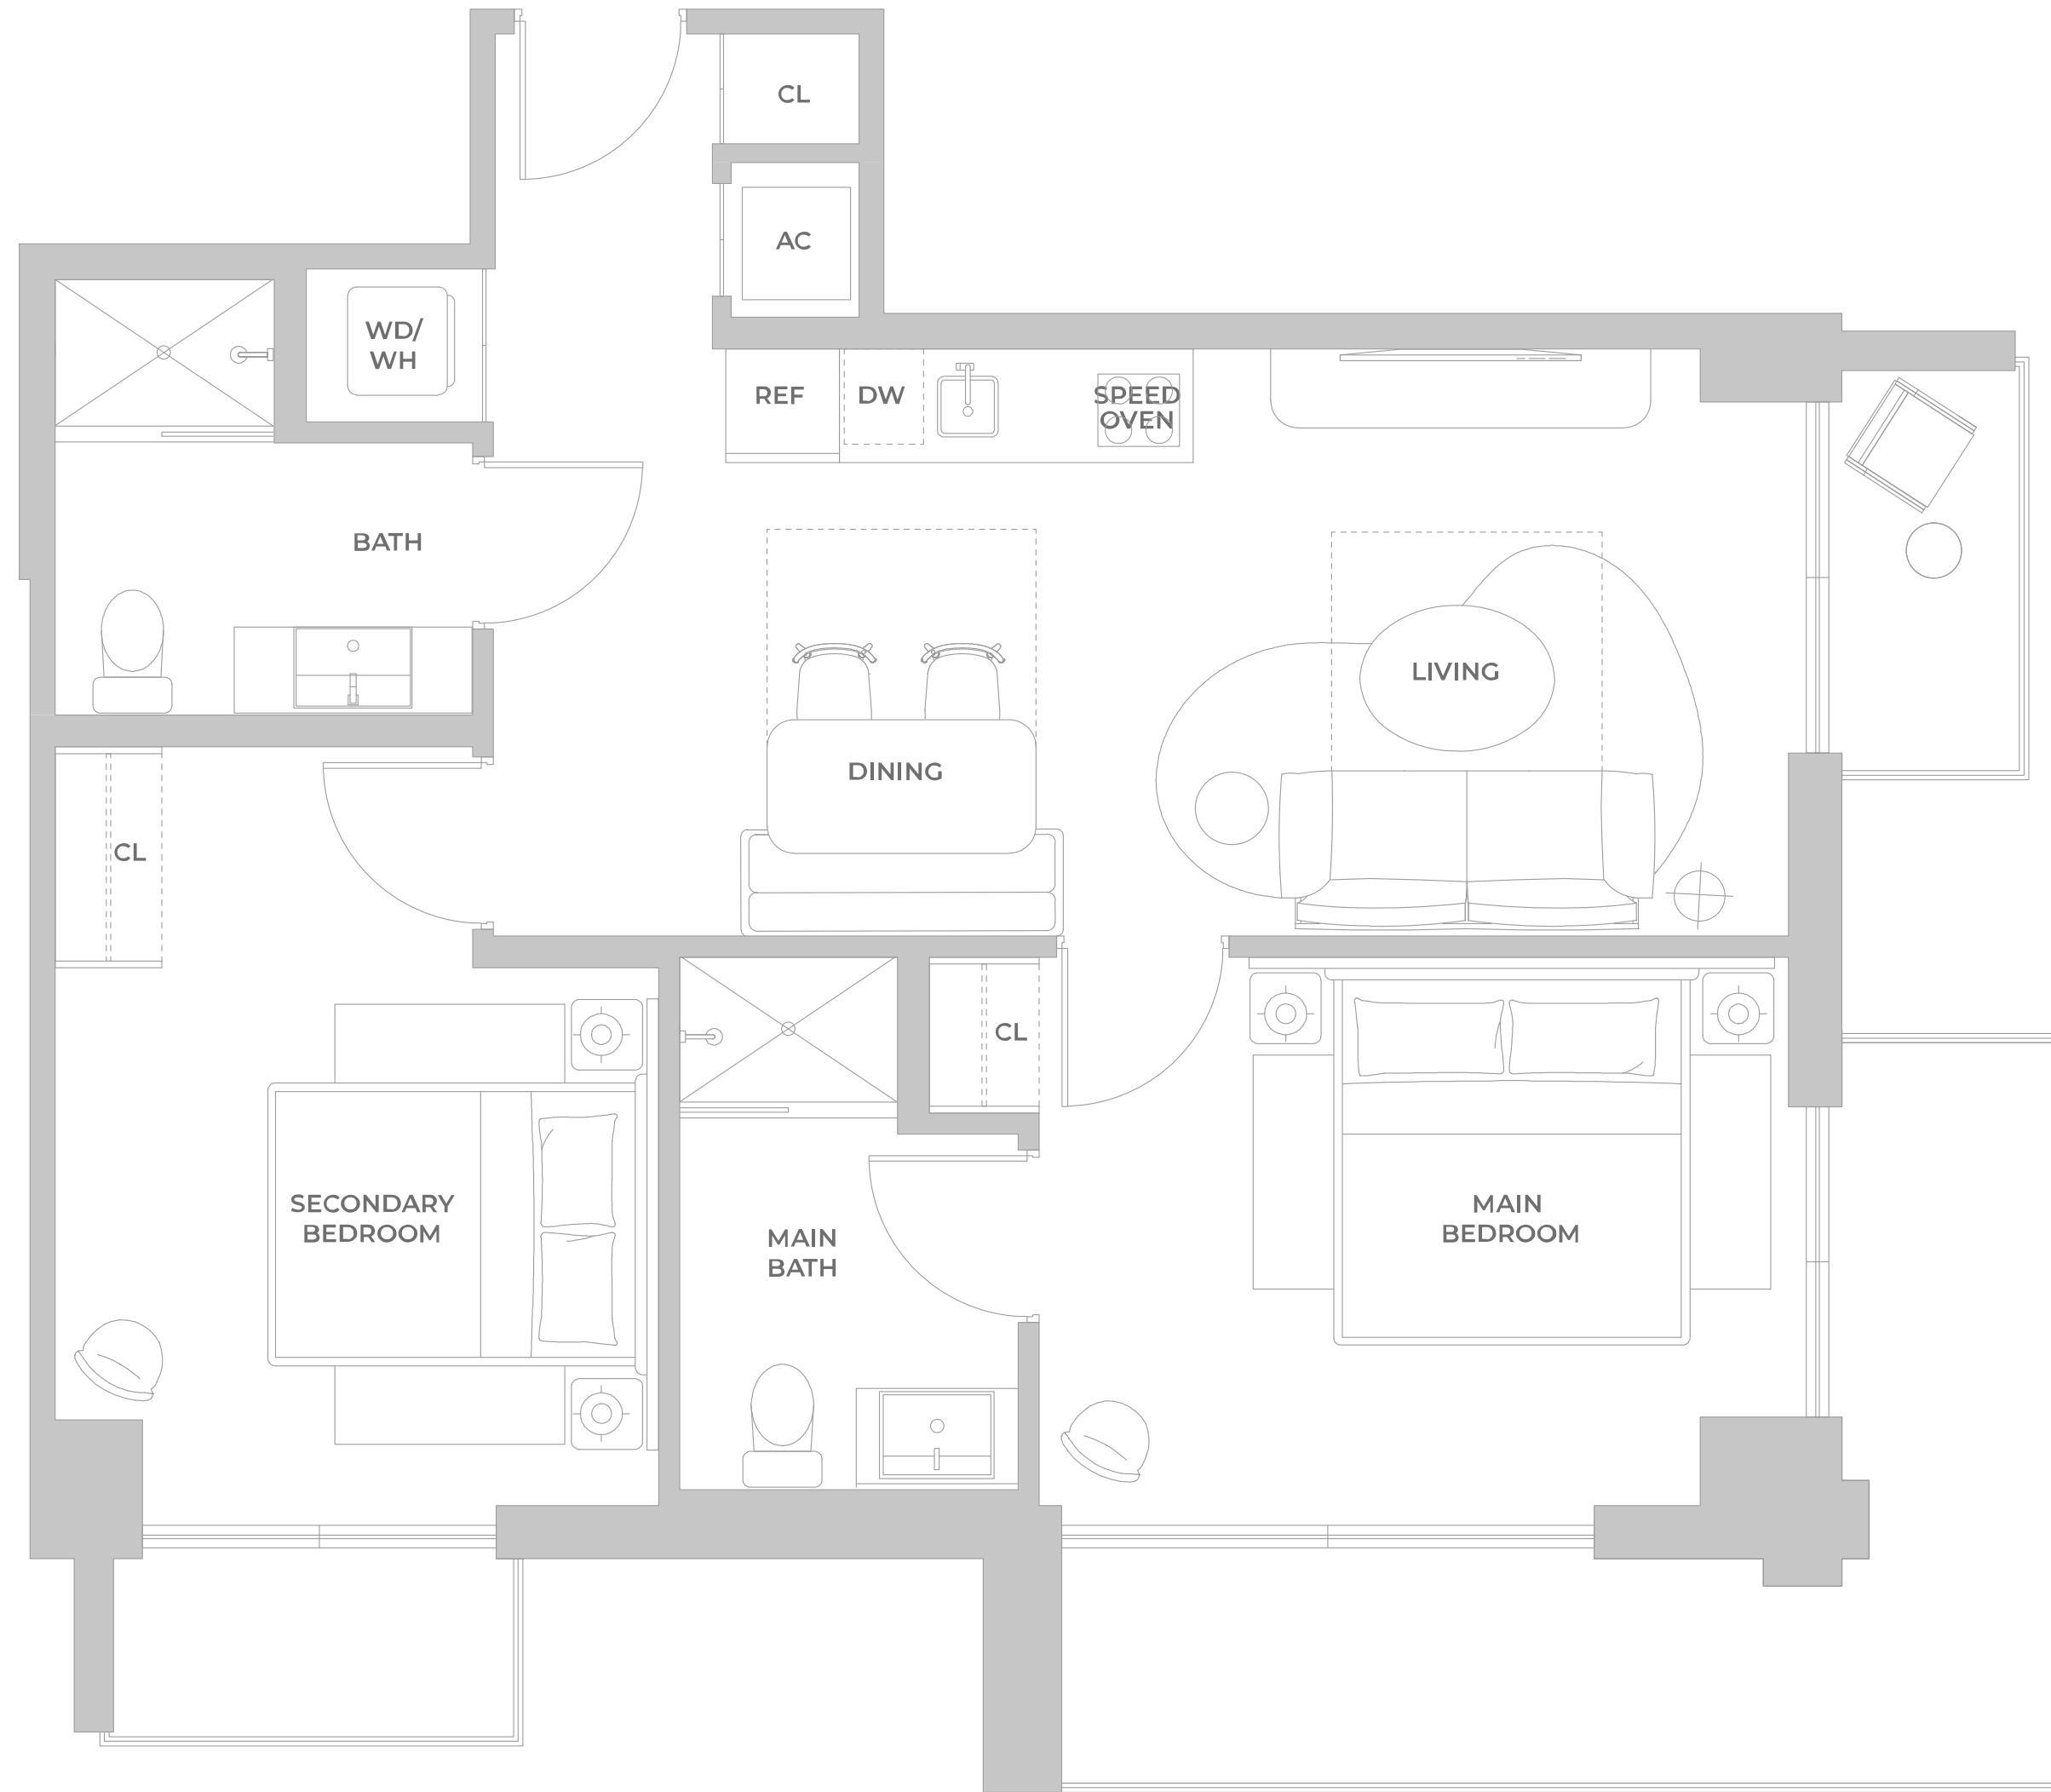 CL
AC
WD/
WH
REF
DW
SPEED
OVEN
BATH
LIVING
DINING
CL
CL
SECONDARY
BEDROOM
MAIN
BATH
MAIN
BEDROOM